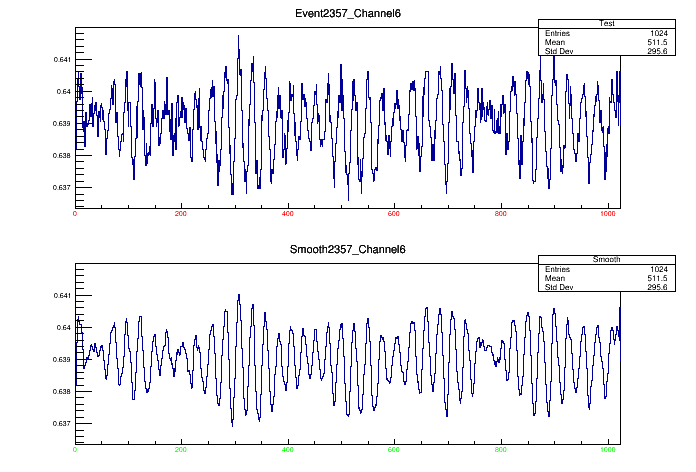 Event2357_Channel6
Test
Entries 1024
Mean 511.5
Std Dev 295.6
0.641
0.64
0.639
0.638
0.637
0 200 400 600 800 1000
Smooth2357_Channel6
Smooth
Entries 1024
Mean 511.5
Std Dev 295.6
0.641
0.64
0.639
0.638
0.637
0 200 400 600 800 1000